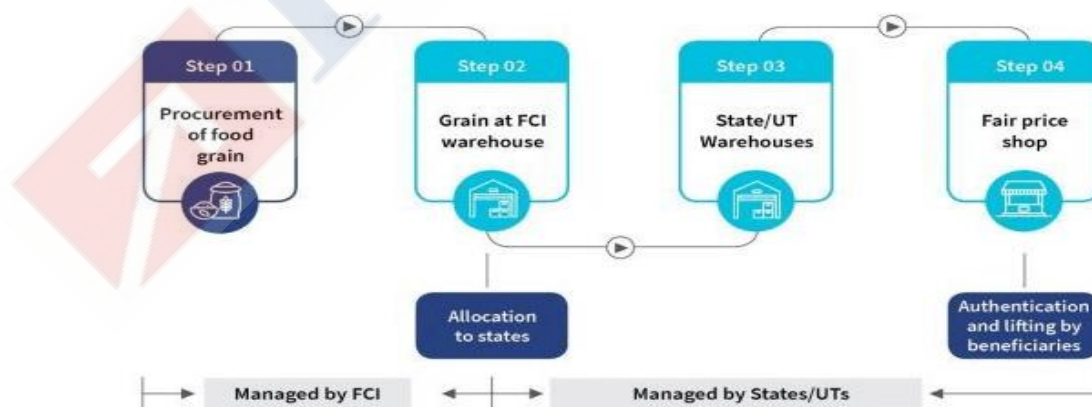 Step 01
Procurement
of food
grain
Step 02
Grain at FCI
warehouse
Step 03
State/UT
Warehouses
Step 04
Fair price
shop
Allocation
to states
Authentication
and lifting by
beneficiaries
Managed by FCI
Managed by States/UTs